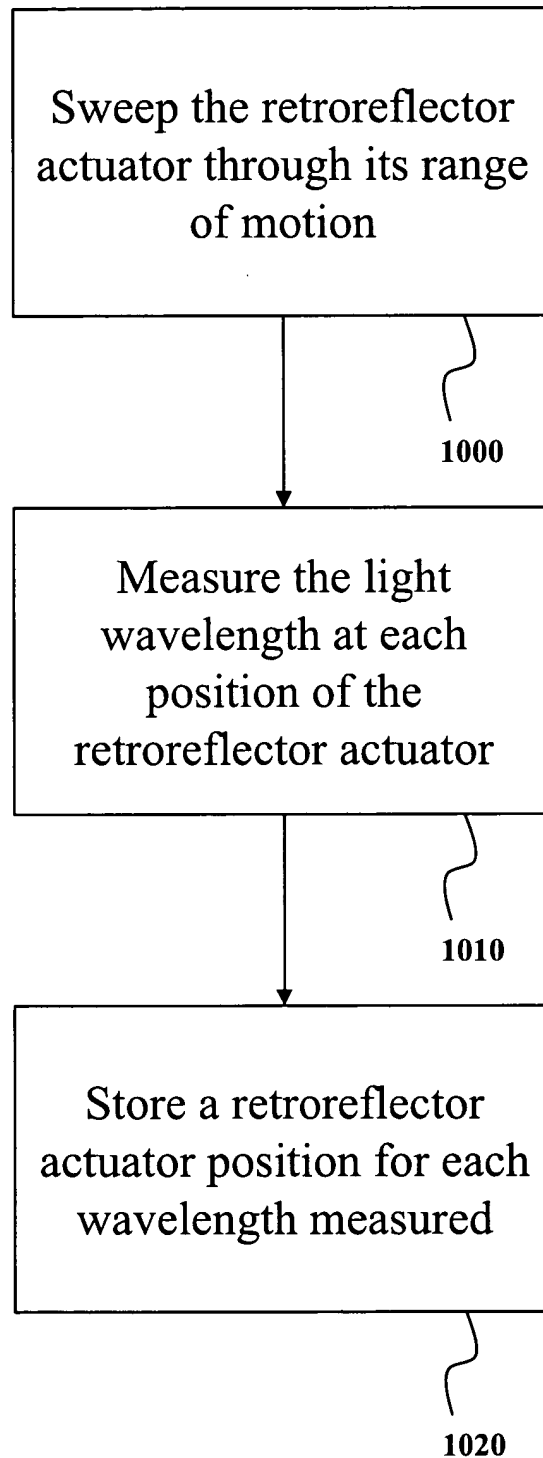 Sweep the retroreflector
actuator through its range
of motion
1000
Measure the light
wavelength at each
position of the
retroreflector actuator
1010
Store a retroreflector
actuator position for each
wavelength measured
1020